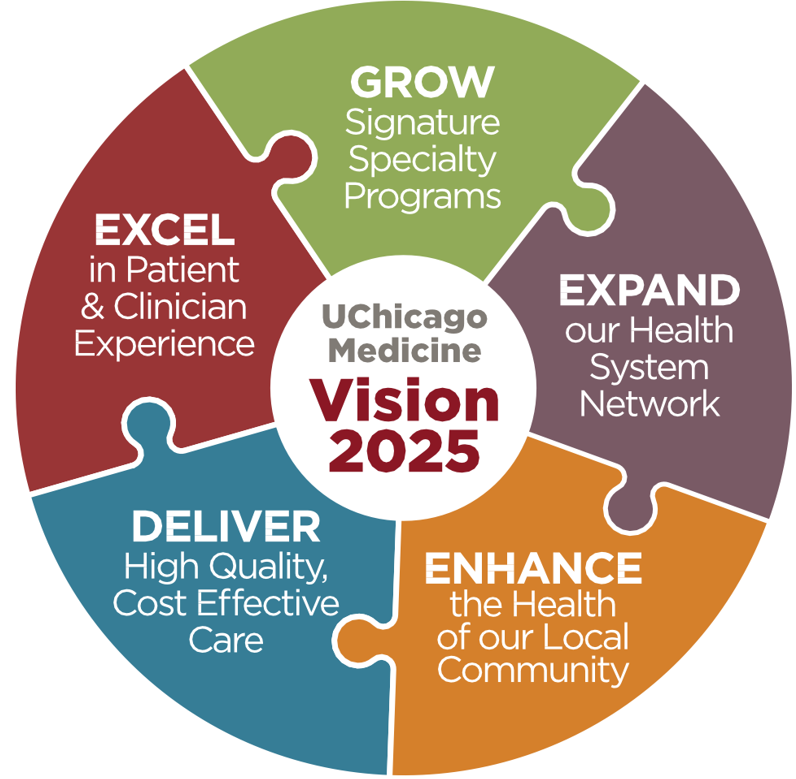 GROW
Signature
Specialty
Programs
EXPAND
our Health
System
Network
ENHANCE
the Health
of our Local
Community
DELIVER
High Quality,
Cost Effective
Care
EXCEL
in Patient
& Clinician
Experience
UChicago
Medicine
Vision
2025